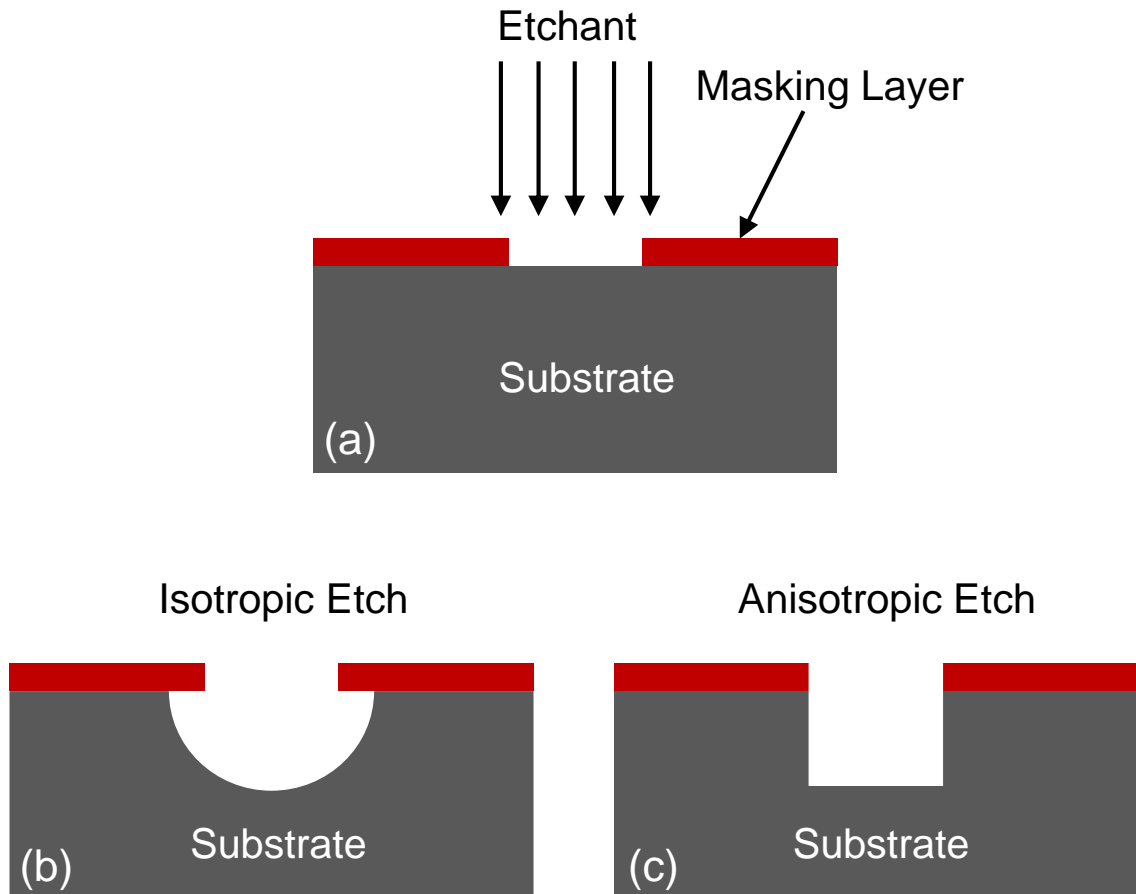 Etchant
Masking Layer
Substrate
(a)
Isotropic Etch
Anisotropic Etch
Substrate
(b)
Substrate
(c)